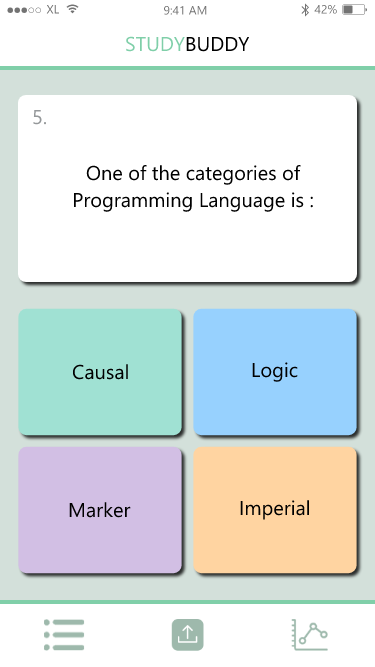 XL 9:41 AM 42%
STUDYBUDDY
5.
One of the categories of
Programming Language is :
Causal
Logic
Marker
Imperial